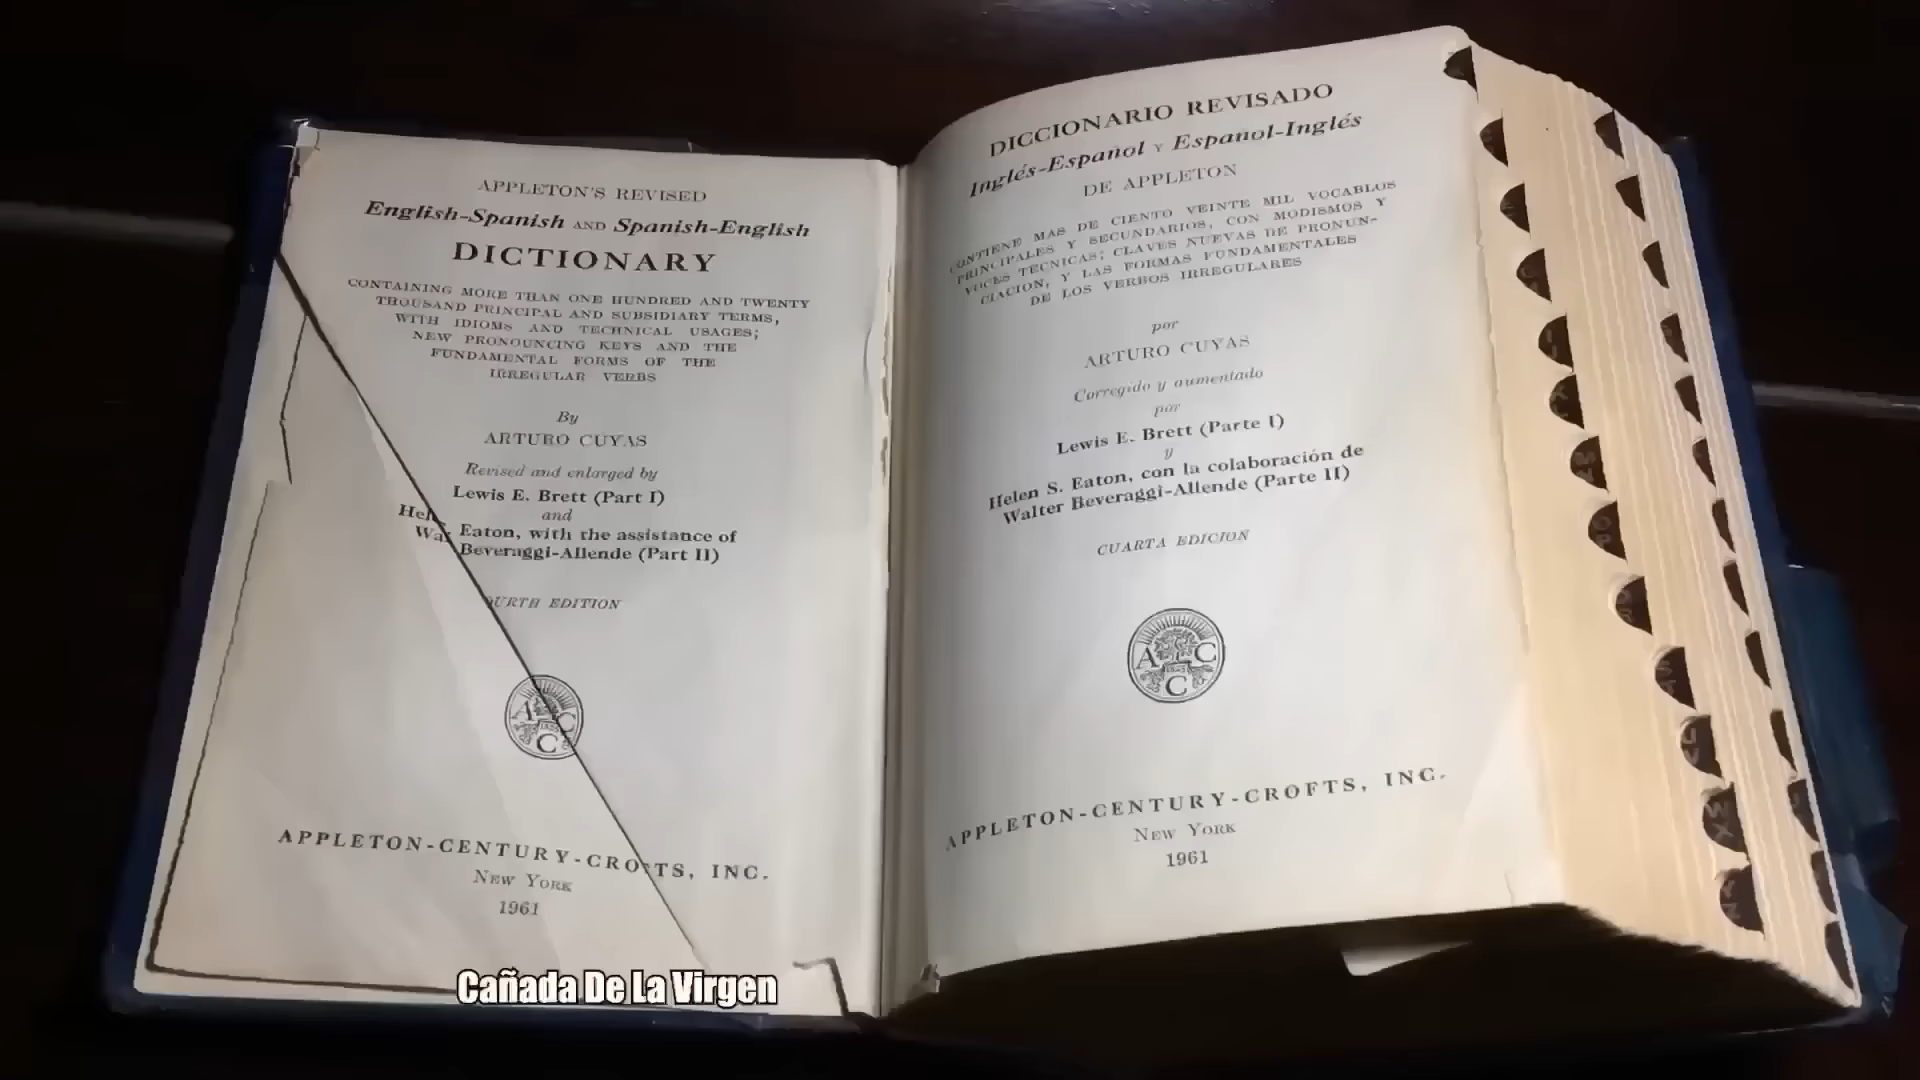 APPLETON'S REVISED
English-Spanish AND Spanish-English
DICTIONARY
CONTAINING MORE THAN ONE HUNDRED AND TWENTY
THOUSAND PRINCIPAL AND SUBSIDIARY TERMS,
WITH IDIOMS AND TECHNICAL USAGES;
NEW PRONOUNCING KEYS AND THE
FUNDAMENTAL FORMS OF THE
IRREGULAR VERBS
By
ARTURO CUYAS
Revised and enlarged by
Lewis E. Brett (Part I)
and
Eaton, with the assistance of
Beveraggi-Allende (Part II)
EDITION
A C C
APPLETON-CENTURY-CROFTS, INC.
NEW YORK
1961
DICCIONARIO REVISADO
Inglés-Español Y Español-Inglés
DE APPLETON
CONTIENE MAS DE CIENTO VEINTE MIL VOCABLOS
PRINCIPALES Y SECUNDARIOS, CON MODISMOS Y
VOCES TECNICAS; CLAVES NUEVAS DE PRONUN-
CIACION, Y LAS FORMAS FUNDAMENTALES
DE LOS VERBOS IRREGULARES
por
ARTURO CUYAS
Corregido y aumentado
por
Lewis E. Brett (Parte I)
y
Helen S. Eaton, con la colaboración de
Walter Beveraggi-Allende (Parte II)
CUARTA EDICION
A C C
APPLETON-CENTURY-CROFTS, INC.
NEW YORK
1961
I J
K L
M N
O P
S T
U V
W X
Y Z
Cañada De La Virgen